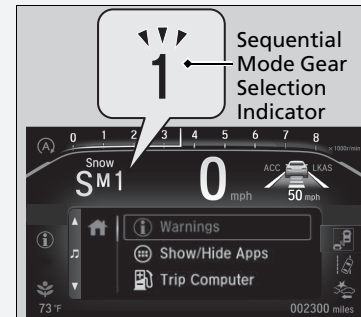 1
Sequential
Mode Gear
Selection
Indicator
A 0 1 2 3 4 5 6 7 8 x1000r/min
Snow
SM1
0 mph
ACC LKAS
50 mph
Warnings
Show/Hide Apps
Trip Computer
73 °F
002300 miles